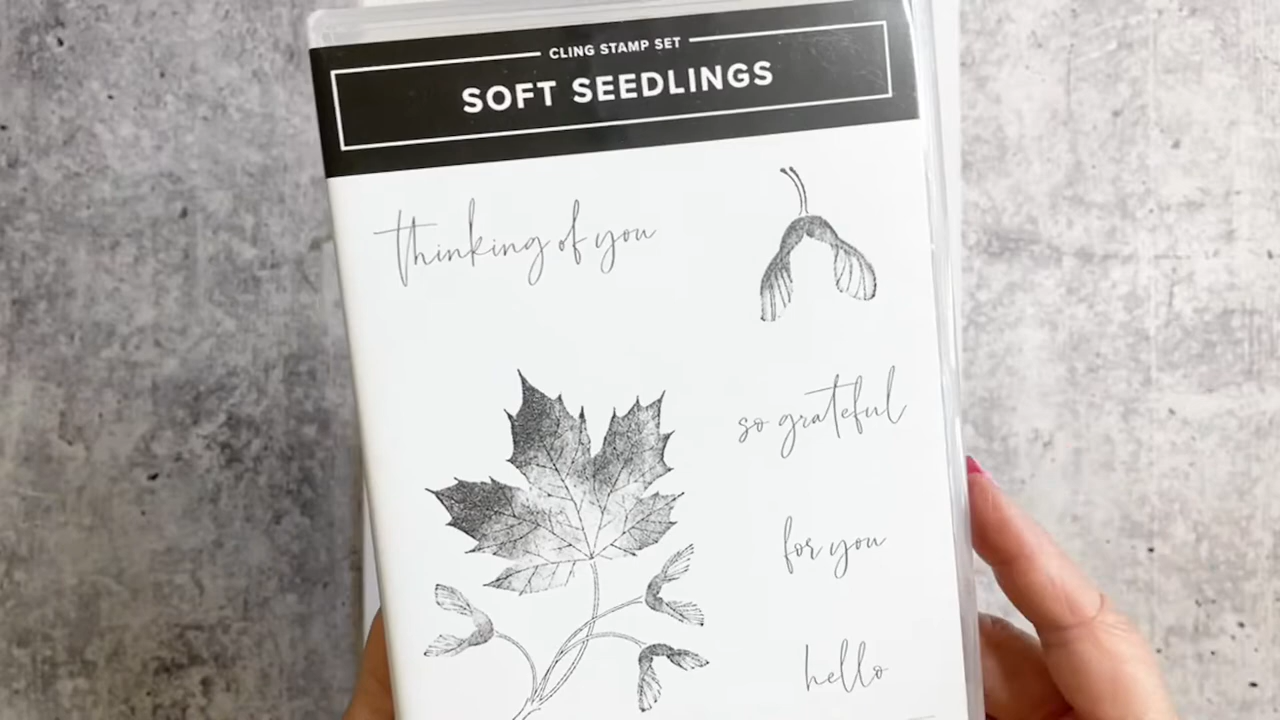 CLING STAMP SET
SOFT SEEDLINGS
thinking of you
so grateful
for you
hello